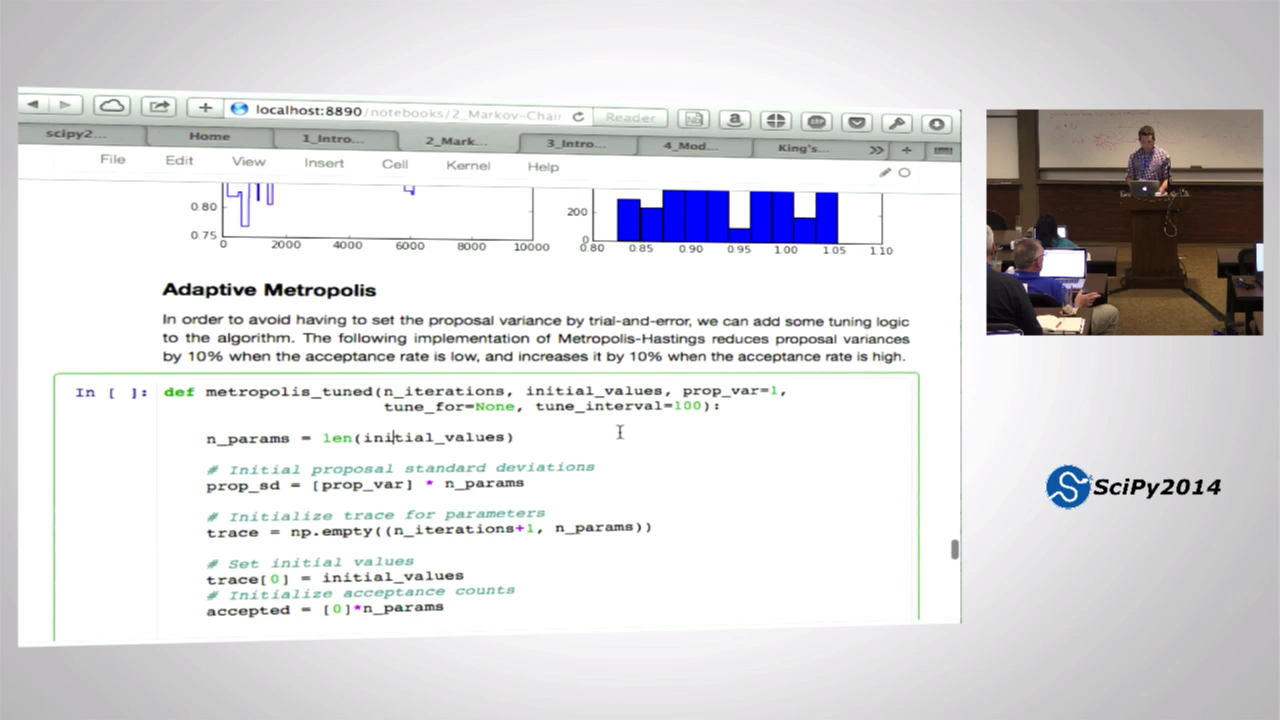 localhost:8890/notebooks/2_Markov-Chai
Reader
scipy2...
Home
1_Intro...
2_Mark...
3_Intro...
4_Mod...
King's...
File Edit View Insert Cell Kernel Help
0.80
0.75
0 2000 4000 6000 8000 10000
200
0
0.80 0.85 0.90 0.95 1.00 1.05 1.10
Adaptive Metropolis
In order to avoid having to set the proposal variance by trial-and-error, we can add some tuning logic
to the algorithm. The following implementation of Metropolis-Hastings reduces proposal variances
by 10% when the acceptance rate is low, and increases it by 10% when the acceptance rate is high.
In [ ]: def metropolis_tuned(n_iterations, initial_values, prop_var=1,
tune_for=None, tune_interval=100):
n_params = len(initial_values)
# Initial proposal standard deviations
prop_sd = [prop_var] * n_params
# Initialize trace for parameters
trace = np.empty((n_iterations+1, n_params))
# Set initial values
trace[0] = initial_values
# Initialize acceptance counts
accepted = [0]*n_params
SciPy2014